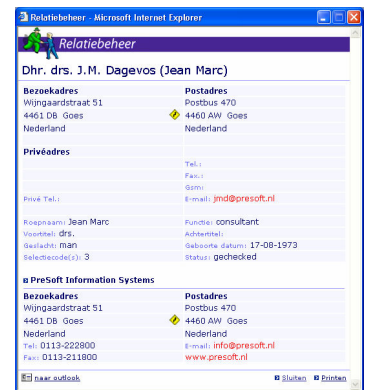 Relatiebeheer - Microsoft Internet Explorer
Relatiebeheer
Dhr. drs. J.M. Dagevos (Jean Marc)
Bezoekadres Postadres
Wijngaardstraat 51 Postbus 470
4461 DB Goes 4460 AW Goes
Nederland Nederland
Privéadres
Tel.:
Fax.:
Gsm:
Privé Tel.: E-mail: jmd@presoft.nl
Roepnaam: Jean Marc Functie: consultant
Voortitel: drs. Achtertitel:
Geslacht: man Geboorte datum: 17-08-1973
Selectiecode(s): 3 Status: gechecked
PreSoft Information Systems
Bezoekadres Postadres
Wijngaardstraat 51 Postbus 470
4461 DB Goes 4460 AW Goes
Nederland Nederland
Tel: 0113-222800 E-mail: info@presoft.nl
Fax: 0113-211800 www.presoft.nl
naar outlook Sluiten Printen